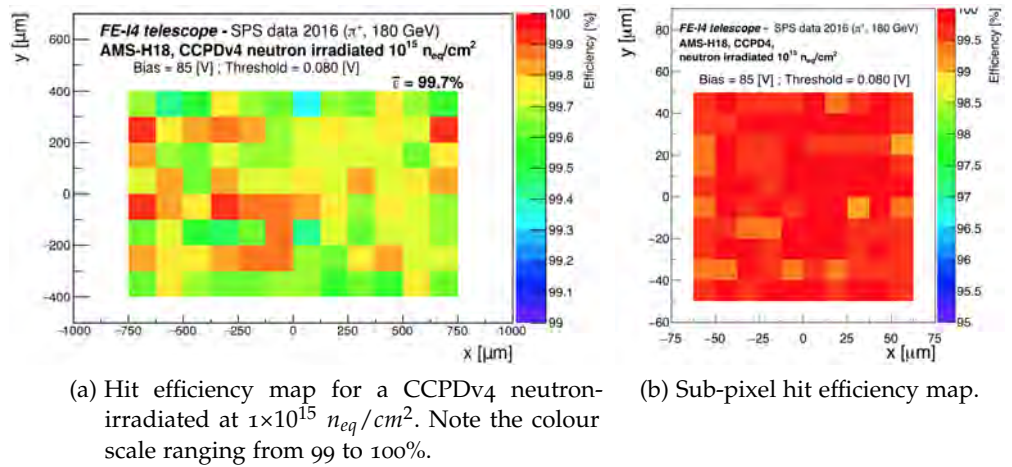 FE-I4 telescope - SPS data 2016 (π⁺, 180 GeV)
AMS-H18, CCPDv4 neutron irradiated 10¹⁵ n_eq/cm²
Bias = 85 [V] ; Threshold = 0.080 [V]
ε̅ = 99.7%
y [μm]
800
600
400
200
0
−200
−400
−1000
−750
−500
−250
0
250
500
750
1000
x [μm]
Efficiency [%]
100
99.9
99.8
99.7
99.6
99.5
99.4
99.3
99.2
99.1
99
FE-I4 telescope - SPS data 2016 (π⁺, 180 GeV)
AMS-H18, CCPD4,
neutron irradiated 10¹⁵ n_eq/cm²
Bias = 85 [V] ; Threshold = 0.080 [V]
y [μm]
80
60
40
20
0
−20
−40
−60
−75
−50
−25
0
25
50
75
x [μm]
Efficiency [%]
100
99.5
99
98.5
98
97.5
97
96.5
96
95.5
95
(a) Hit efficiency map for a CCPDv4 neutron-
irradiated at 1×10¹⁵ n_eq/cm². Note the colour
scale ranging from 99 to 100%.
(b) Sub-pixel hit efficiency map.